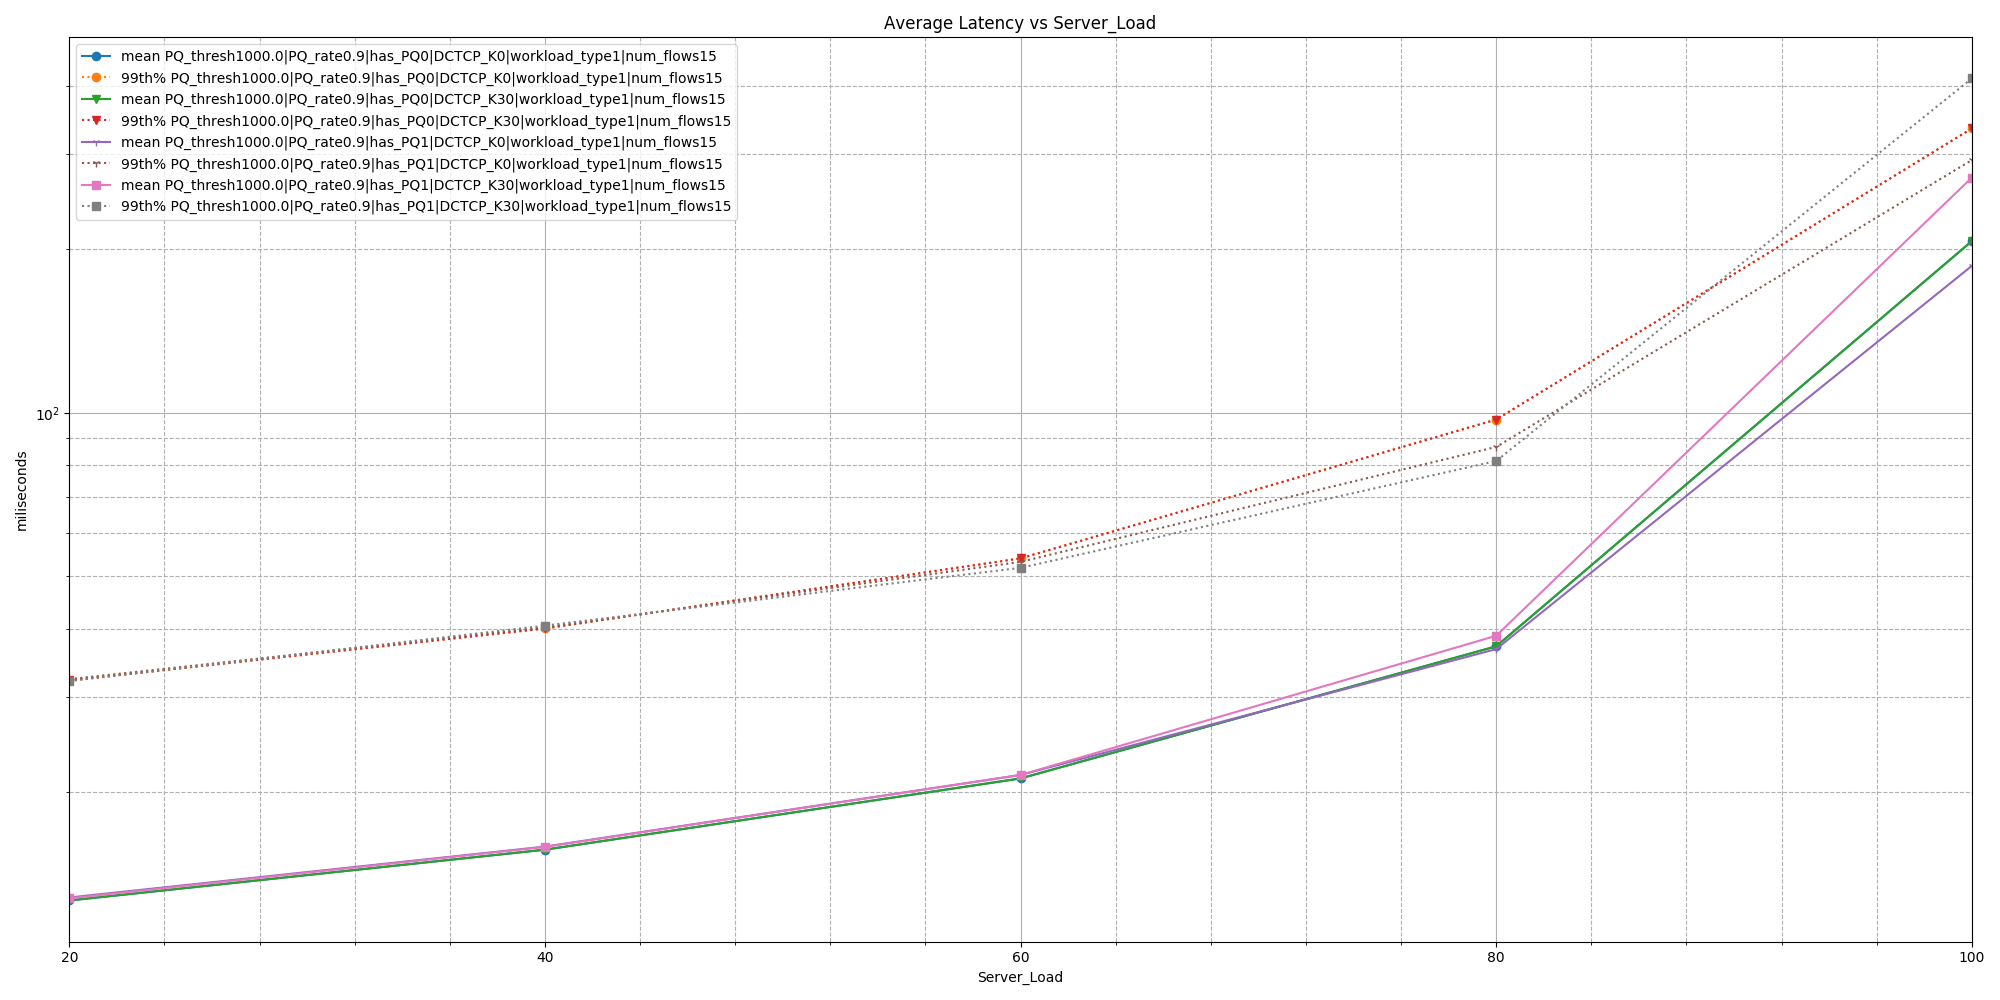 Average Latency vs Server_Load
mean PQ_thresh1000.0|PQ_rate0.9|has_PQ0|DCTCP_K0|workload_type1|num_flows15
99th% PQ_thresh1000.0|PQ_rate0.9|has_PQ0|DCTCP_K0|workload_type1|num_flows15
mean PQ_thresh1000.0|PQ_rate0.9|has_PQ0|DCTCP_K30|workload_type1|num_flows15
99th% PQ_thresh1000.0|PQ_rate0.9|has_PQ0|DCTCP_K30|workload_type1|num_flows15
mean PQ_thresh1000.0|PQ_rate0.9|has_PQ1|DCTCP_K0|workload_type1|num_flows15
99th% PQ_thresh1000.0|PQ_rate0.9|has_PQ1|DCTCP_K0|workload_type1|num_flows15
mean PQ_thresh1000.0|PQ_rate0.9|has_PQ1|DCTCP_K30|workload_type1|num_flows15
99th% PQ_thresh1000.0|PQ_rate0.9|has_PQ1|DCTCP_K30|workload_type1|num_flows15
10²
miliseconds
20 40 60 80 100
Server_Load